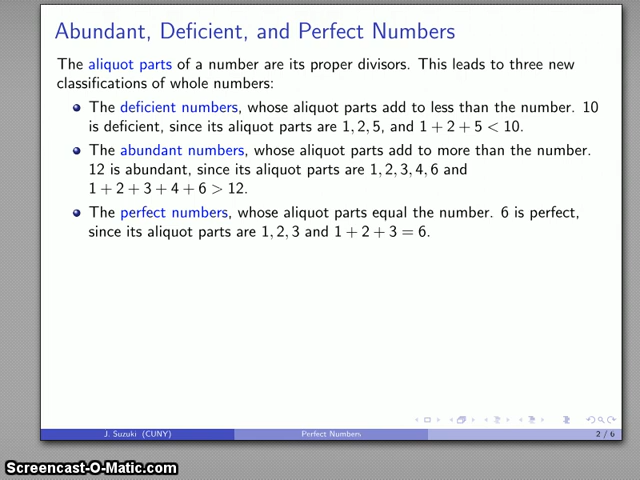 Abundant, Deficient, and Perfect Numbers
The aliquot parts of a number are its proper divisors. This leads to three new
classifications of whole numbers:
The deficient numbers, whose aliquot parts add to less than the number. 10
is deficient, since its aliquot parts are 1, 2, 5, and 1 + 2 + 5 < 10.
The abundant numbers, whose aliquot parts add to more than the number.
12 is abundant, since its aliquot parts are 1, 2, 3, 4, 6 and
1 + 2 + 3 + 4 + 6 > 12.
The perfect numbers, whose aliquot parts equal the number. 6 is perfect,
since its aliquot parts are 1, 2, 3 and 1 + 2 + 3 = 6.
J. Suzuki (CUNY) Perfect Numbers 2 / 6
Screencast-O-Matic.com